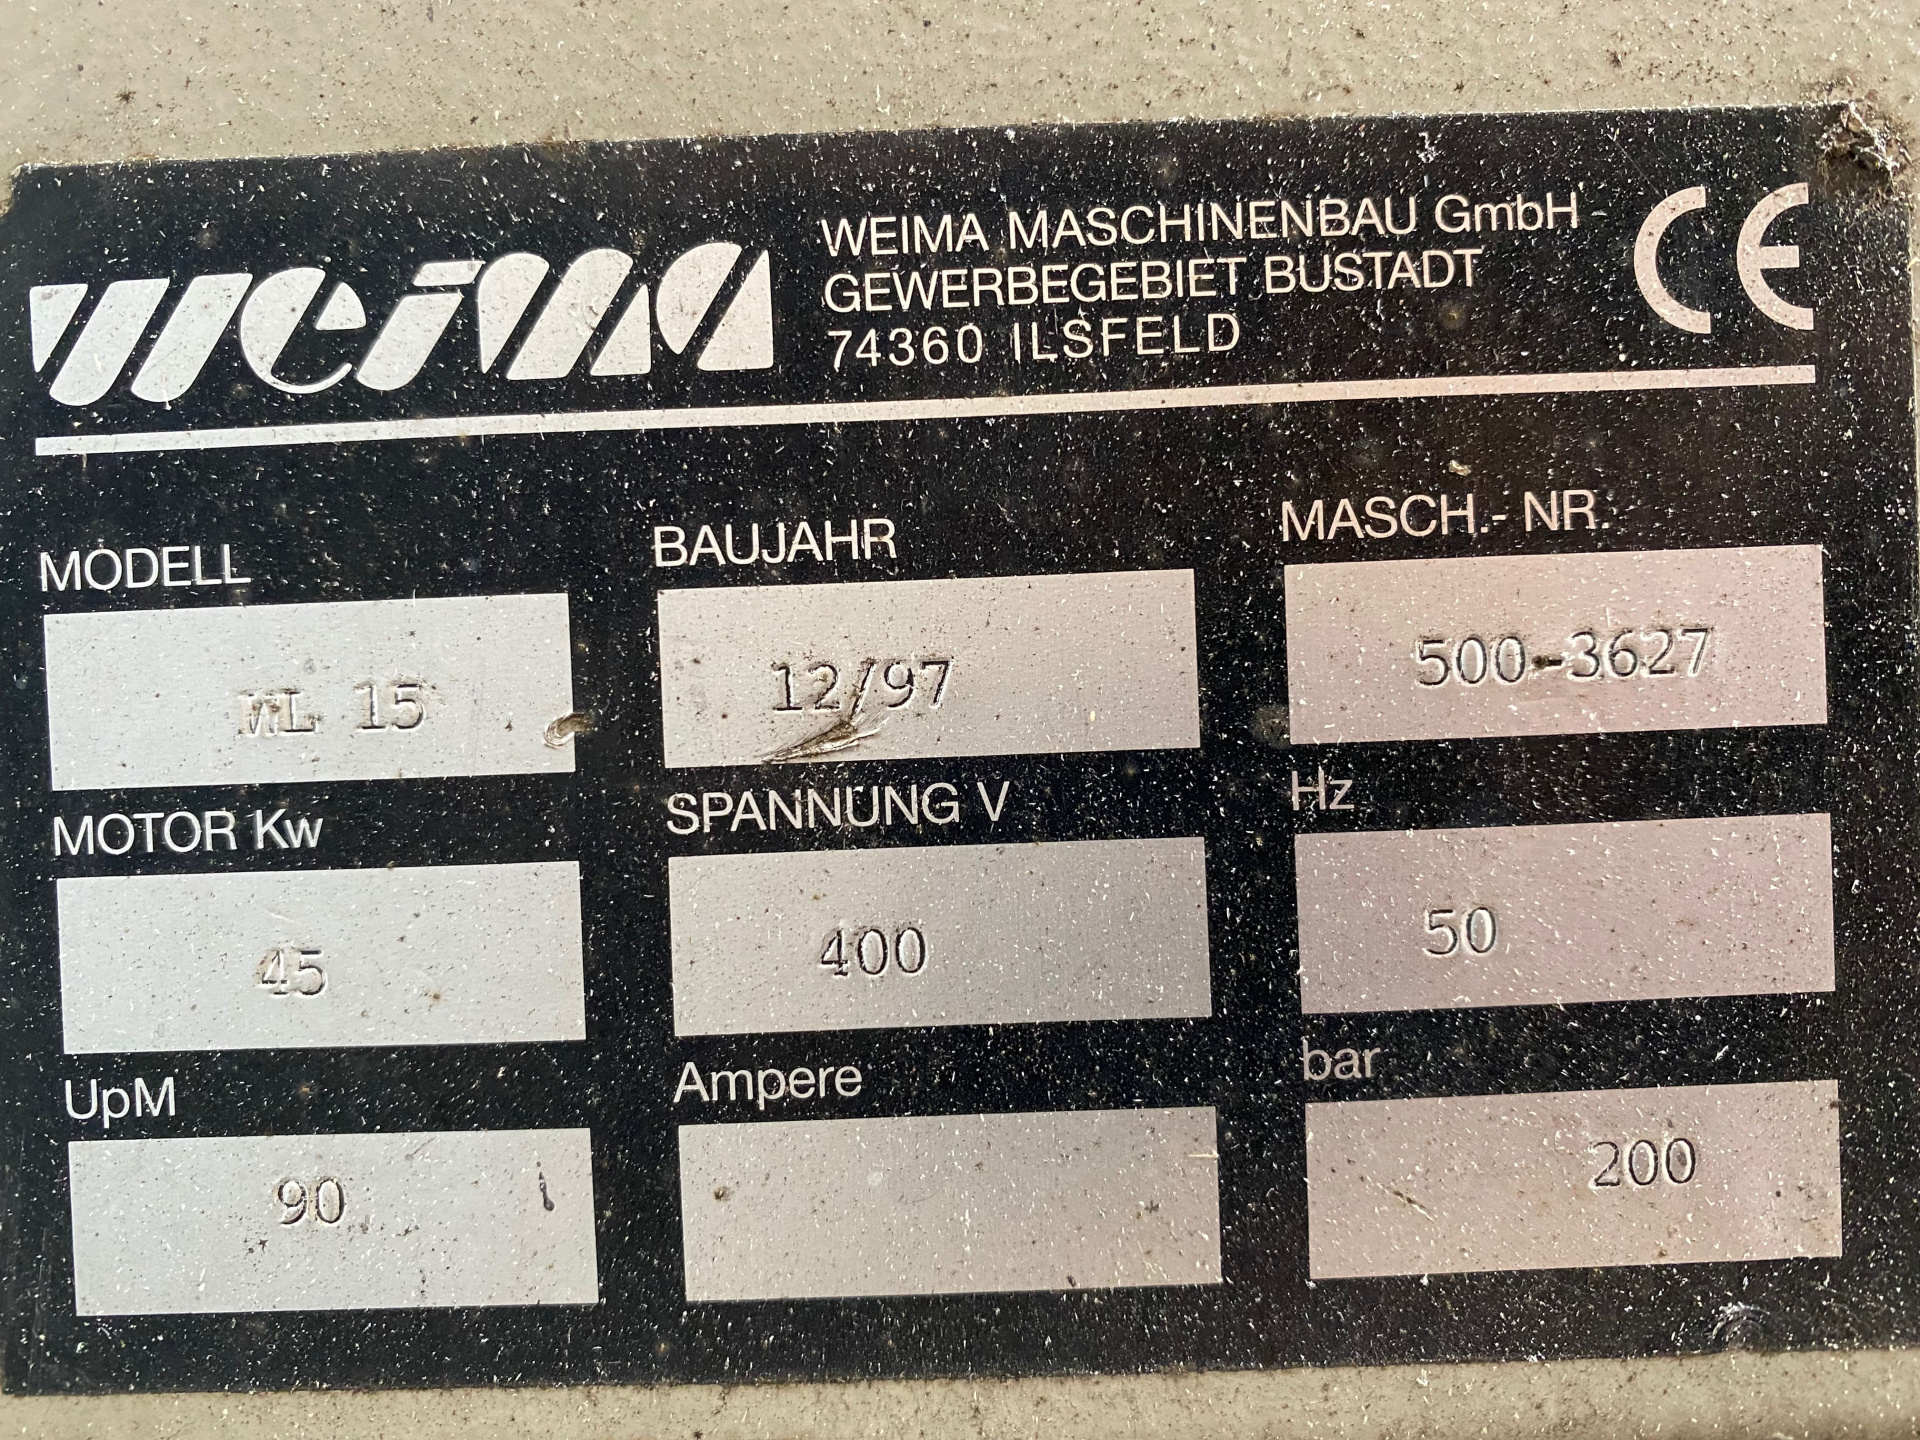 weima
WEIMA MASCHINENBAU GmbH
GEWERBEGEBIET BUSTADT
74360 ILSFELD
CE
MODELL
BAUJAHR
MASCH.- NR.
WL 15
12/97
500-3627
MOTOR Kw
SPANNUNG V
Hz
45
400
50
UpM
Ampere
bar
90
200